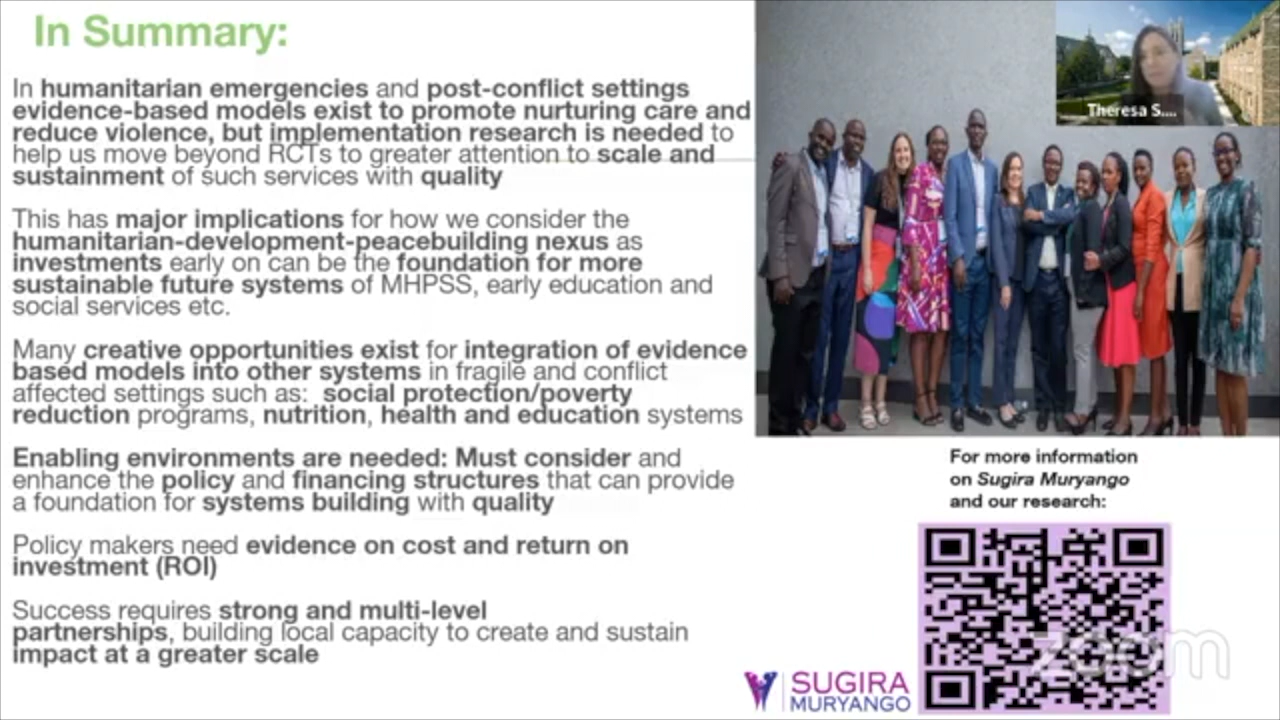 In Summary:
In humanitarian emergencies and post-conflict settings
evidence-based models exist to promote nurturing care and
reduce violence, but implementation research is needed to
help us move beyond RCTs to greater attention to scale and
sustainment of such services with quality
This has major implications for how we consider the
humanitarian-development-peacebuilding nexus as
investments early on can be the foundation for more
sustainable future systems of MHPSS, early education and
social services etc.
Many creative opportunities exist for integration of evidence
based models into other systems in fragile and conflict
affected settings such as: social protection/poverty
reduction programs, nutrition, health and education systems
Enabling environments are needed: Must consider and
enhance the policy and financing structures that can provide
a foundation for systems building with quality
Policy makers need evidence on cost and return on
investment (ROI)
Success requires strong and multi-level
partnerships, building local capacity to create and sustain
impact at a greater scale
Theresa S....
For more information
on Sugira Muryango
and our research:
SUGIRA
MURYANGO
zoom